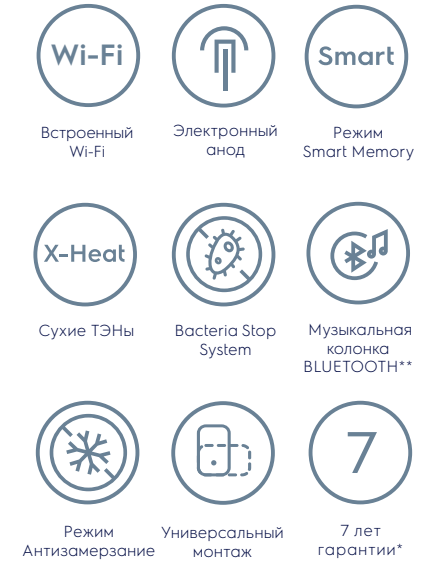 Wi-Fi
Встроенный
Wi-Fi
Электронный
анод
Smart
Режим
Smart Memory
X-Heat
Сухие ТЭНы
Bacteria Stop
System
Музыкальная
колонка
BLUETOOTH**
Режим
Антизамерзание
Универсальный
монтаж
7
7 лет
гарантии*